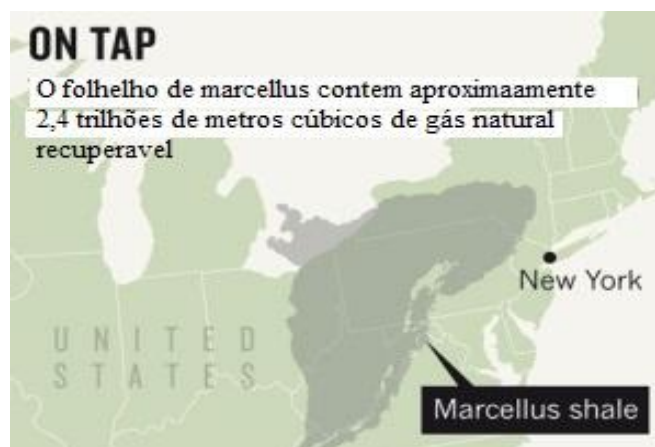 ON TAP
O folhelho de marcellus contem aproximaamente
2,4 trilhões de metros cúbicos de gás natural
recuperavel
New York
UNITED
STATES
Marcellus shale